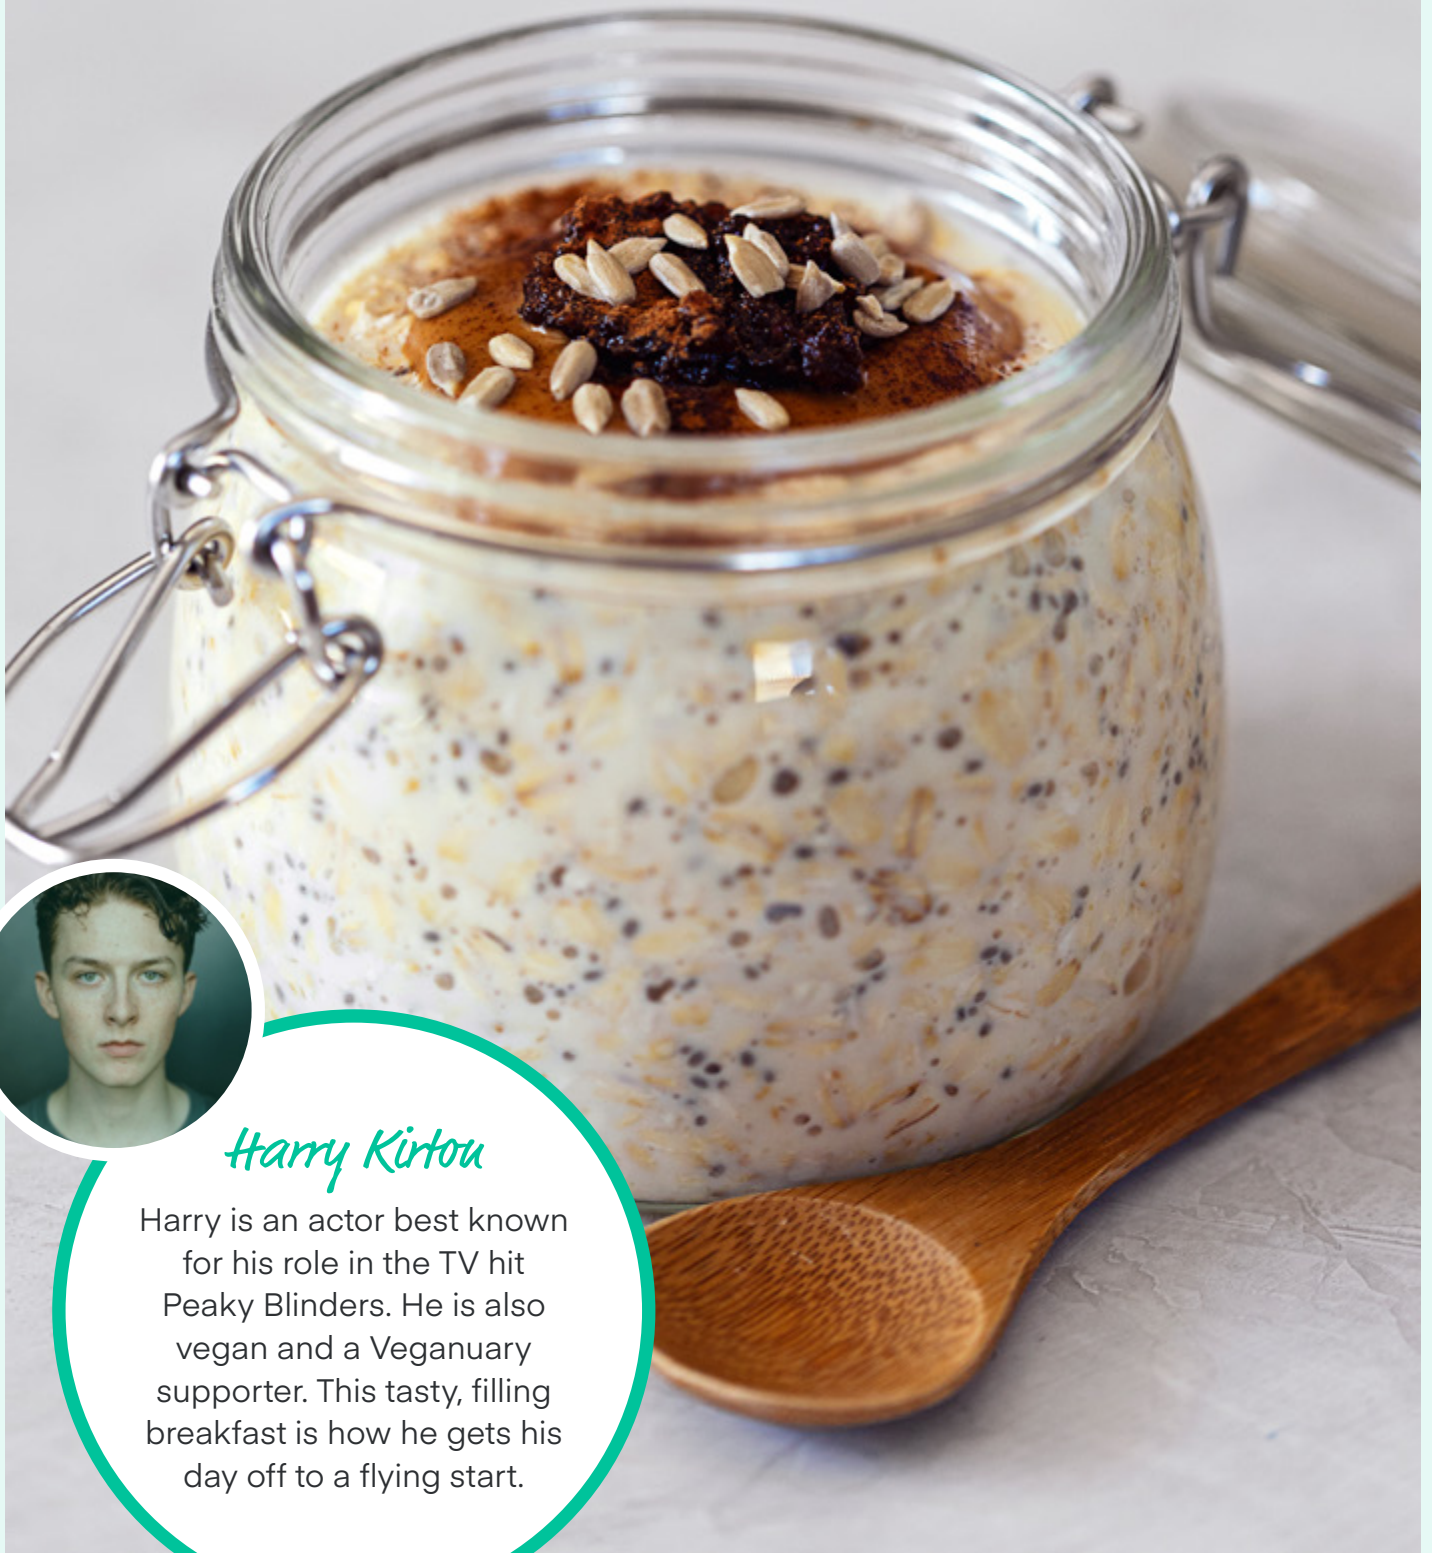 Harry Kirton
Harry is an actor best known
for his role in the TV hit
Peaky Blinders. He is also
vegan and a Veganuary
supporter. This tasty, filling
breakfast is how he gets his
day off to a flying start.